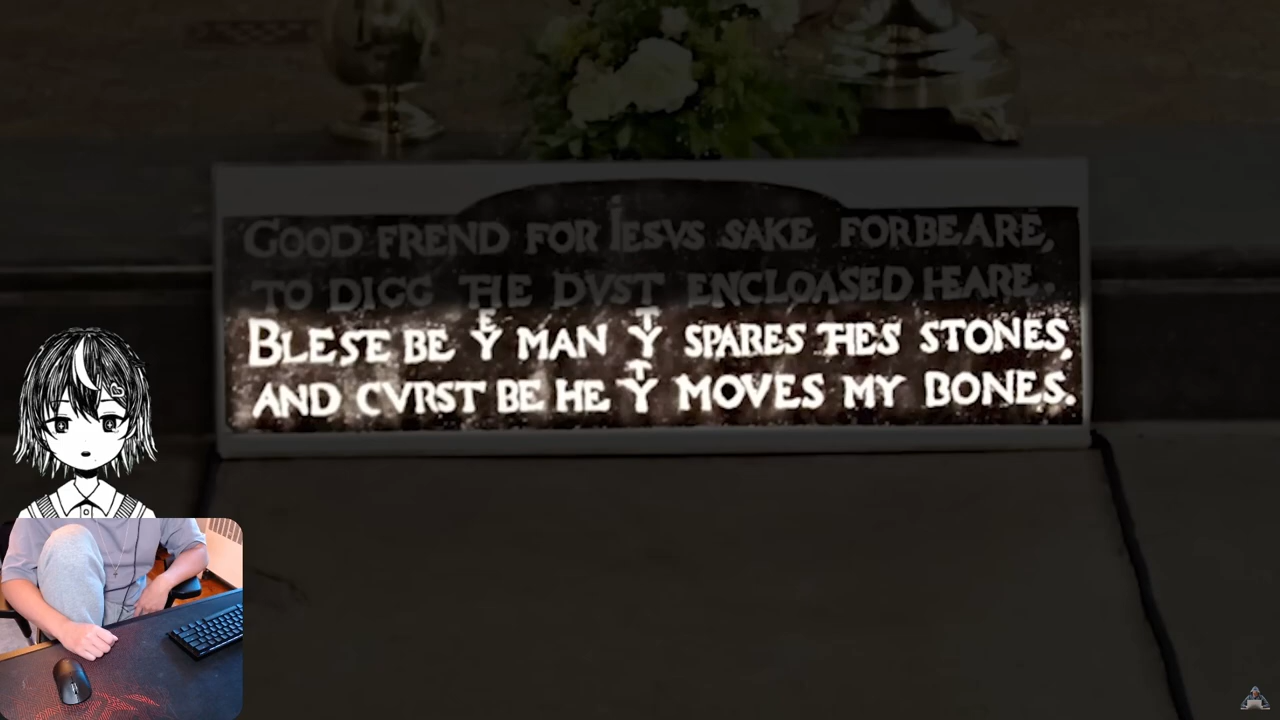 GOOD FREND FOR IESVS SAKE FORBEARE,
TO DIGG THE DVST ENCLOASED HEARE.
BLESE BE Yᴱ MAN Yᵀ SPARES THES STONES,
AND CVRST BE HE Yᵀ MOVES MY BONES.